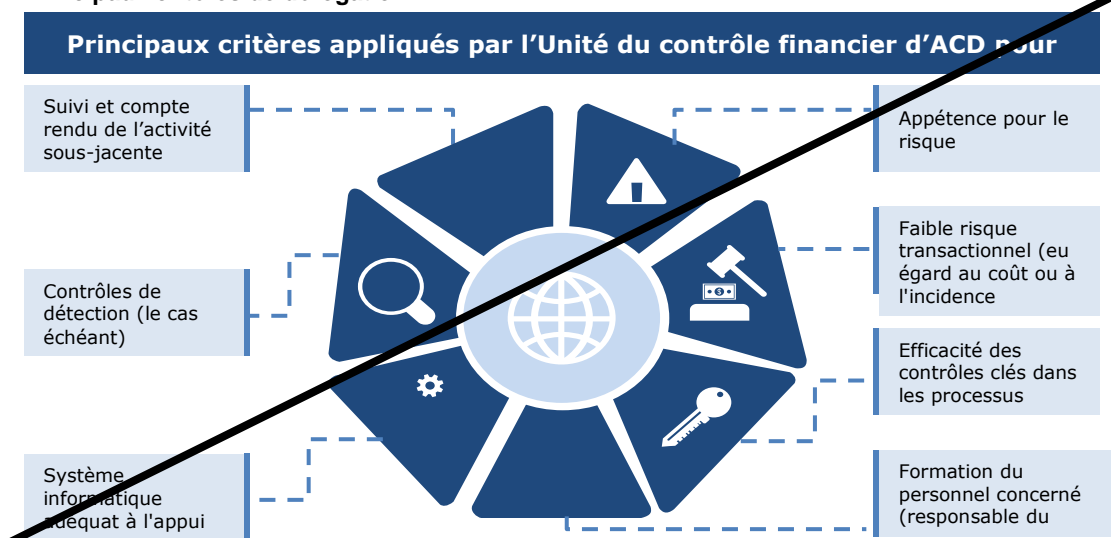 Principaux critères appliqués par l’Unité du contrôle financier d’ACD pour
Suivi et compte
rendu de l’activité
sous-jacente
Contrôles de
détection (le cas
échéant)
Système
informatique
adéquat à l'appui
Appétence pour le
risque
Faible risque
transactionnel (eu
égard au coût ou à
l'incidence
Efficacité des
contrôles clés dans
les processus
Formation du
personnel concerné
(responsable du